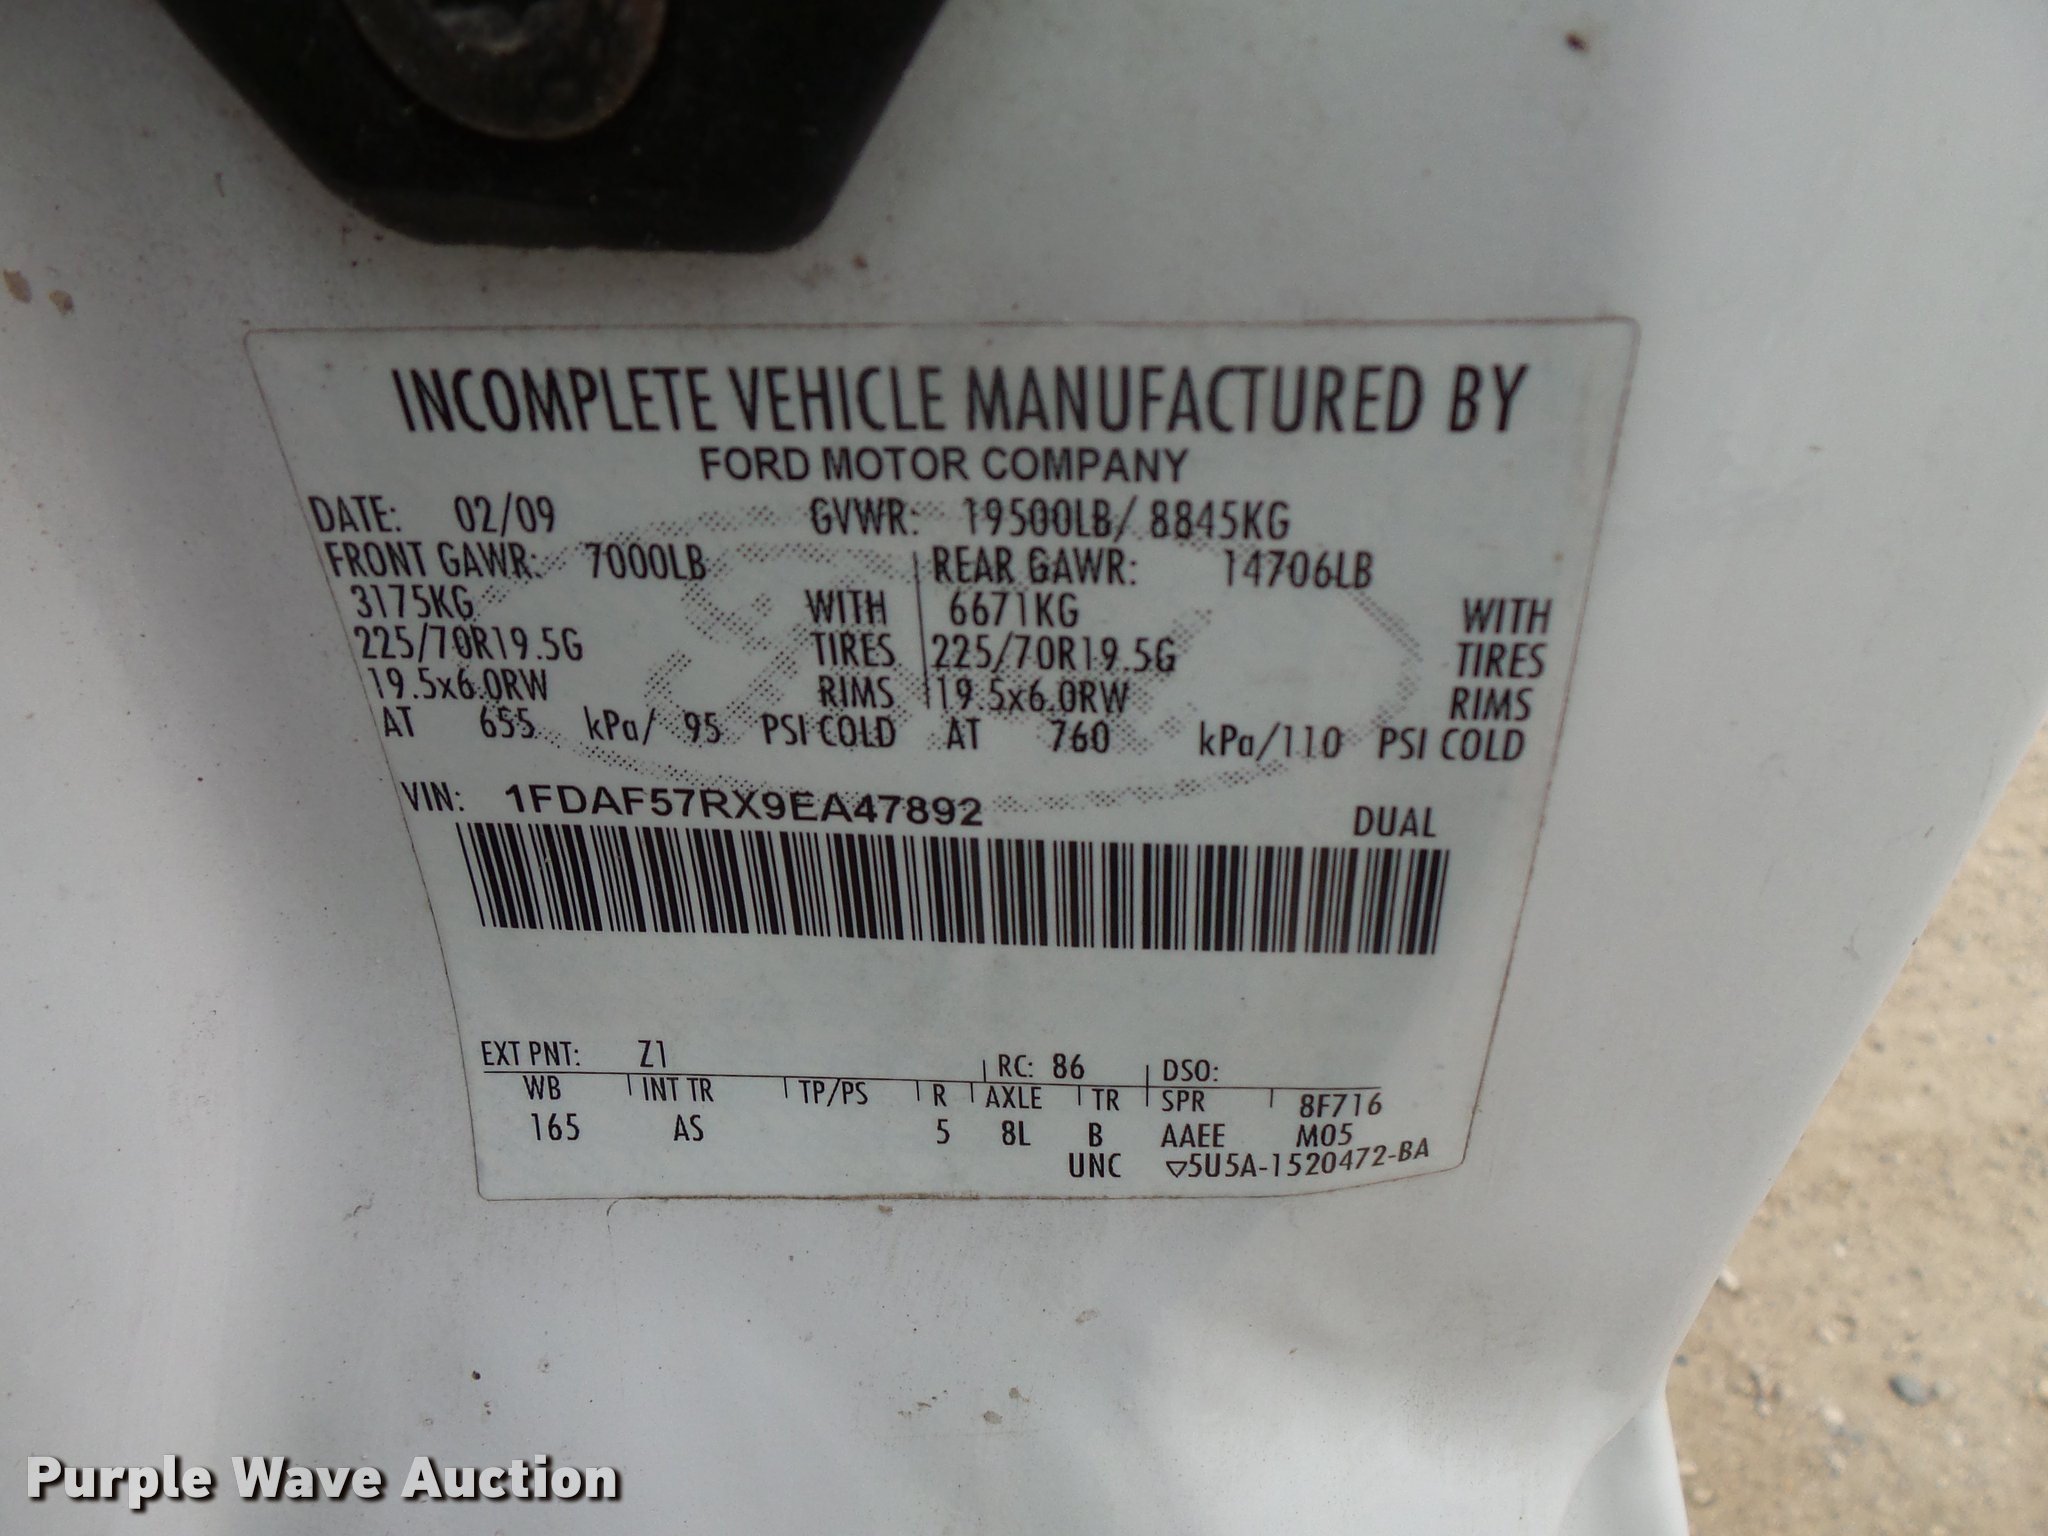 INCOMPLETE VEHICLE MANUFACTURED BY
FORD MOTOR COMPANY
DATE: 02/09 GVWR: 19500LB/ 8845KG
FRONT GAWR: 7000LB REAR GAWR: 14706LB
3175KG WITH 6671KG WITH
225/70R19.5G TIRES 225/70R19.5G TIRES
19.5x6.0RW RIMS 19.5x6.0RW RIMS
AT 655 kPa/ 95 PSI COLD AT 760 kPa/110 PSI COLD
VIN: 1FDAF57RX9EA47892 DUAL
EXT PNT: Z1 RC: 86 DSO:
WB INT TR TP/PS R AXLE TR SPR 8F716
165 AS 5 8L B AAEE M05
UNC ▽5U5A-1520472-BA
Purple Wave Auction